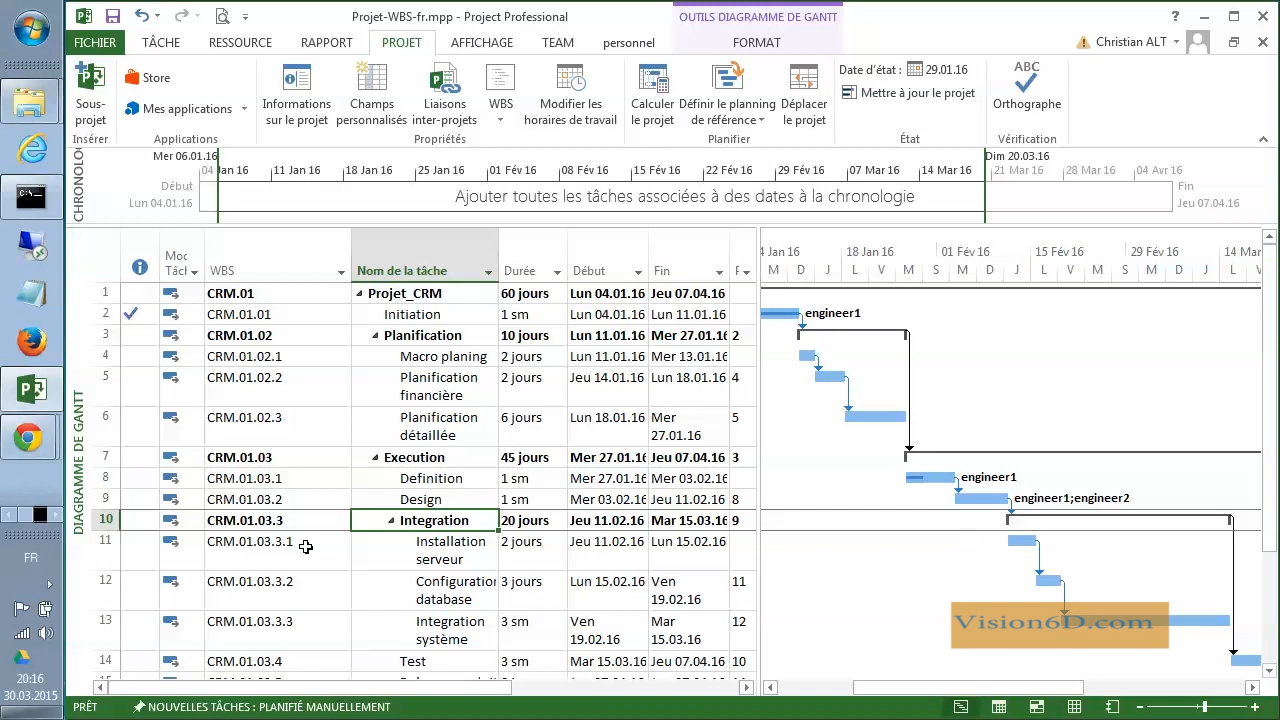 Projet-WBS-fr.mpp - Project Professional
OUTILS DIAGRAMME DE GANTT
FICHIER TÂCHE RESSOURCE RAPPORT PROJET AFFICHAGE TEAM personnel FORMAT Christian ALT
Sous-projet
Store
Mes applications
Informations sur le projet
Champs personnalisés
Liaisons inter-projets
WBS
Modifier les horaires de travail
Calculer le projet
Définir le planning de référence
Déplacer le projet
Date d'état : 29.01.16
Mettre à jour le projet
ABC
Orthographe
Insérer Applications Propriétés Planifier État Vérification
CHRONOLO
Mer 06.01.16 Dim 20.03.16
04 Jan 16 11 Jan 16 18 Jan 16 25 Jan 16 01 Fév 16 08 Fév 16 15 Fév 16 22 Fév 16 29 Fév 16 07 Mar 16 14 Mar 16 21 Mar 16 28 Mar 16 04 Avr 16
Début
Lun 04.01.16
Ajouter toutes les tâches associées à des dates à la chronologie
Fin
Jeu 07.04.16
DIAGRAMME DE GANTT
Moc Tâch WBS Nom de la tâche Durée Début Fin P
4 Jan 16 18 Jan 16 01 Fév 16 15 Fév 16 29 Fév 16 14 Mar
M D J V M S M D J L V M S M D J L V
1 CRM.01 Projet_CRM 60 jours Lun 04.01.16 Jeu 07.04.16
2 CRM.01.01 Initiation 1 sm Lun 04.01.16 Lun 11.01.16 engineer1
3 CRM.01.02 Planification 10 jours Lun 11.01.16 Mer 27.01.16 2
4 CRM.01.02.1 Macro planing 2 jours Lun 11.01.16 Mer 13.01.16
5 CRM.01.02.2 Planification financière 2 jours Jeu 14.01.16 Lun 18.01.16 4
6 CRM.01.02.3 Planification détaillée 6 jours Lun 18.01.16 Mer 27.01.16 5
7 CRM.01.03 Execution 45 jours Mer 27.01.16 Jeu 07.04.16 3
8 CRM.01.03.1 Definition 1 sm Mer 27.01.16 Mer 03.02.16 engineer1
9 CRM.01.03.2 Design 1 sm Mer 03.02.16 Jeu 11.02.16 8 engineer1;engineer2
10 CRM.01.03.3 Integration 20 jours Jeu 11.02.16 Mar 15.03.16 9
11 CRM.01.03.3.1 Installation serveur 2 jours Jeu 11.02.16 Lun 15.02.16
12 CRM.01.03.3.2 Configuration database 3 jours Lun 15.02.16 Ven 19.02.16 11
13 CRM.01.03.3.3 Integration système 3 sm Ven 19.02.16 Mar 15.03.16 12
14 CRM.01.03.4 Test 3 sm Mar 15.03.16 Jeu 07.04.16 10
Vision6D.com
FR
20:16
30.03.2015
PRÊT NOUVELLES TÂCHES : PLANIFIÉ MANUELLEMENT